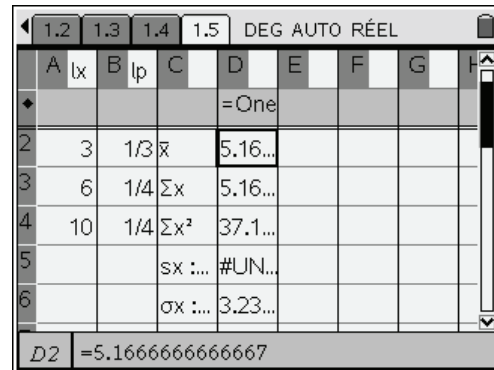 1.2 1.3 1.4 1.5 DEG AUTO RÉEL
A lx B lp C D E F G H
=One
2 3 1/3 x̄ 5.16...
3 6 1/4 Σx 5.16...
4 10 1/4 Σx² 37.1...
5 sx :... #UN...
6 σx :... 3.23...
D2 =5.1666666666667